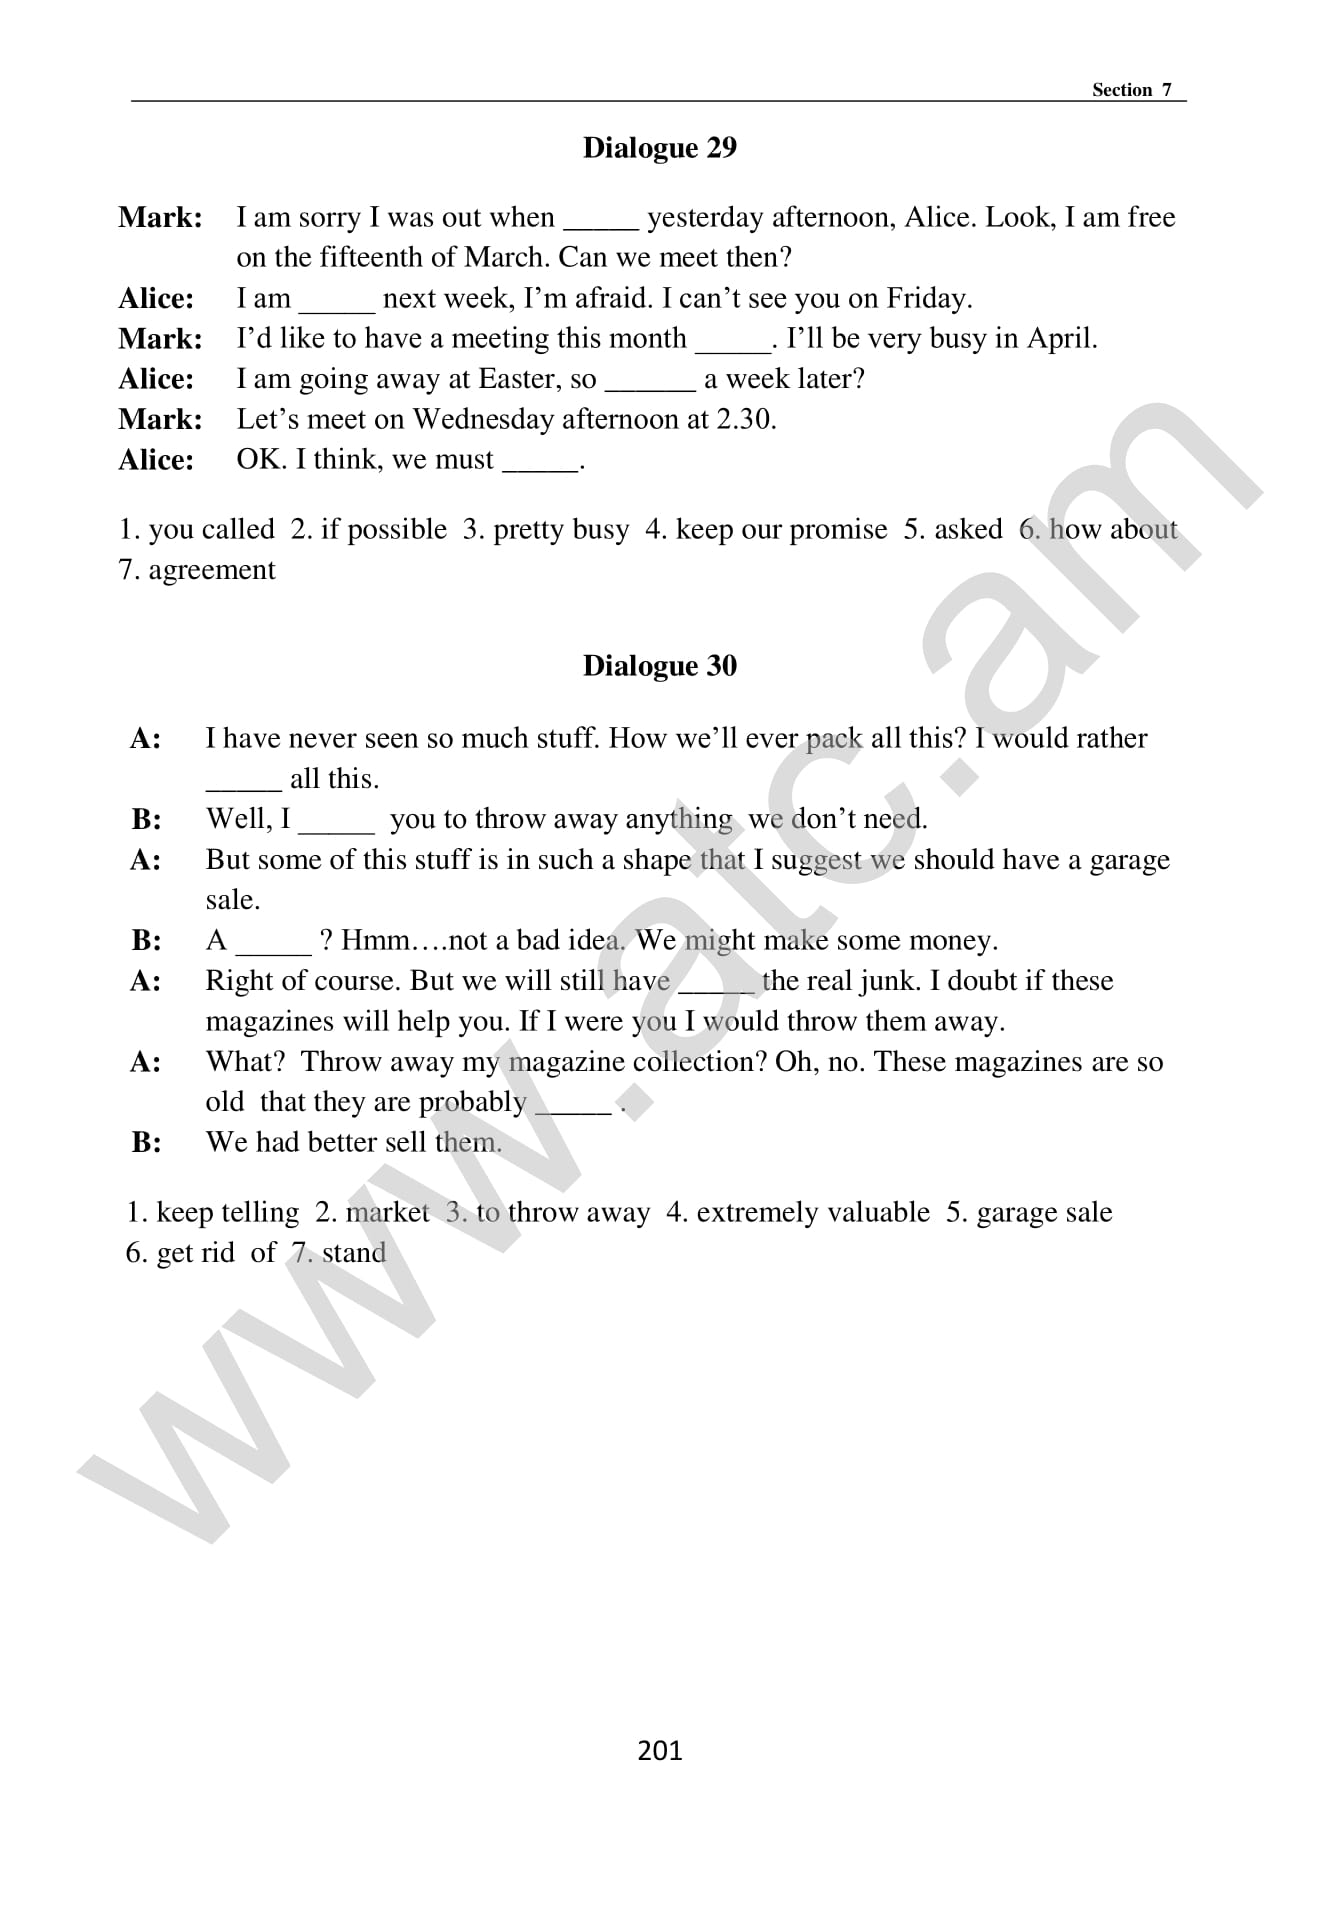 Section 7
Dialogue 29
Mark: I am sorry I was out when _____ yesterday afternoon, Alice. Look, I am free
on the fifteenth of March. Can we meet then?
Alice: I am _____ next week, I’m afraid. I can’t see you on Friday.
Mark: I’d like to have a meeting this month _____. I’ll be very busy in April.
Alice: I am going away at Easter, so ______ a week later?
Mark: Let’s meet on Wednesday afternoon at 2.30.
Alice: OK. I think, we must _____.
1. you called 2. if possible 3. pretty busy 4. keep our promise 5. asked 6. how about
7. agreement
Dialogue 30
A: I have never seen so much stuff. How we’ll ever pack all this? I would rather
_____ all this.
B: Well, I _____ you to throw away anything we don’t need.
A: But some of this stuff is in such a shape that I suggest we should have a garage
sale.
B: A _____ ? Hmm….not a bad idea. We might make some money.
A: Right of course. But we will still have _____ the real junk. I doubt if these
magazines will help you. If I were you I would throw them away.
A: What? Throw away my magazine collection? Oh, no. These magazines are so
old that they are probably _____ .
B: We had better sell them.
1. keep telling 2. market 3. to throw away 4. extremely valuable 5. garage sale
6. get rid of 7. stand
201
www.atc.am